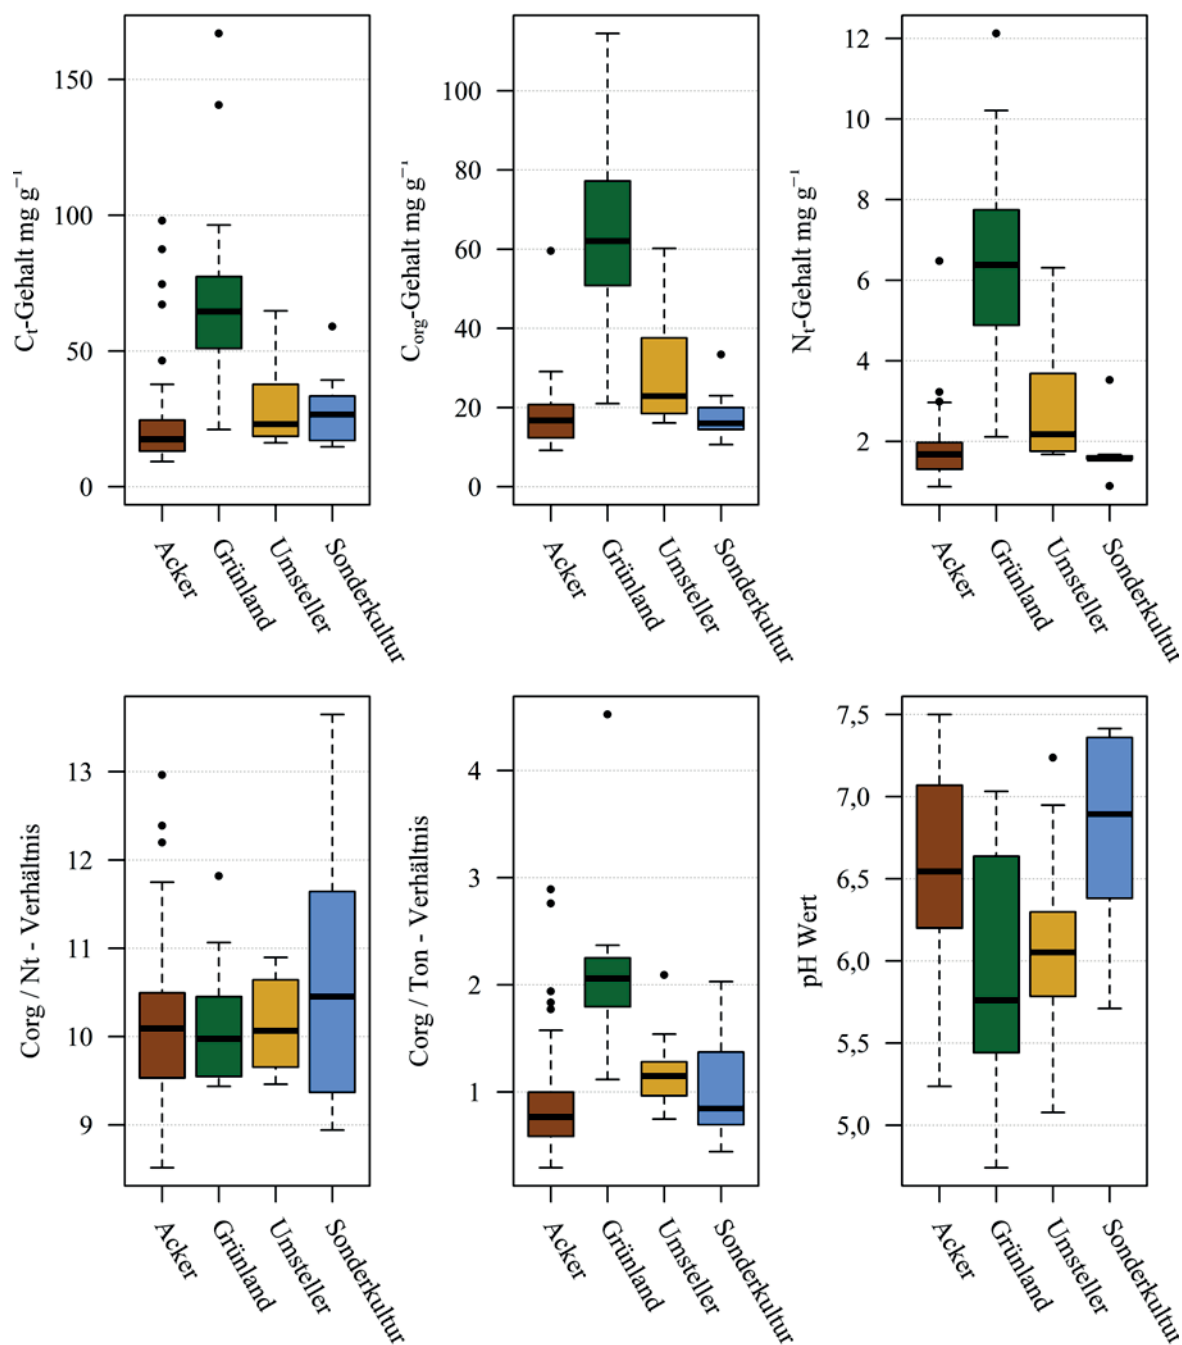 Cₜ-Gehalt mg g⁻¹
150
100
50
0
Acker
Grünland
Umsteller
Sonderkultur
Corg-Gehalt mg g⁻¹
100
80
60
40
20
0
Acker
Grünland
Umsteller
Sonderkultur
Nₜ-Gehalt mg g⁻¹
12
10
8
6
4
2
Acker
Grünland
Umsteller
Sonderkultur
Corg / Nt - Verhältnis
13
12
11
10
9
Acker
Grünland
Umsteller
Sonderkultur
Corg / Ton - Verhältnis
4
3
2
1
Acker
Grünland
Umsteller
Sonderkultur
pH Wert
7,5
7,0
6,5
6,0
5,5
5,0
Acker
Grünland
Umsteller
Sonderkultur